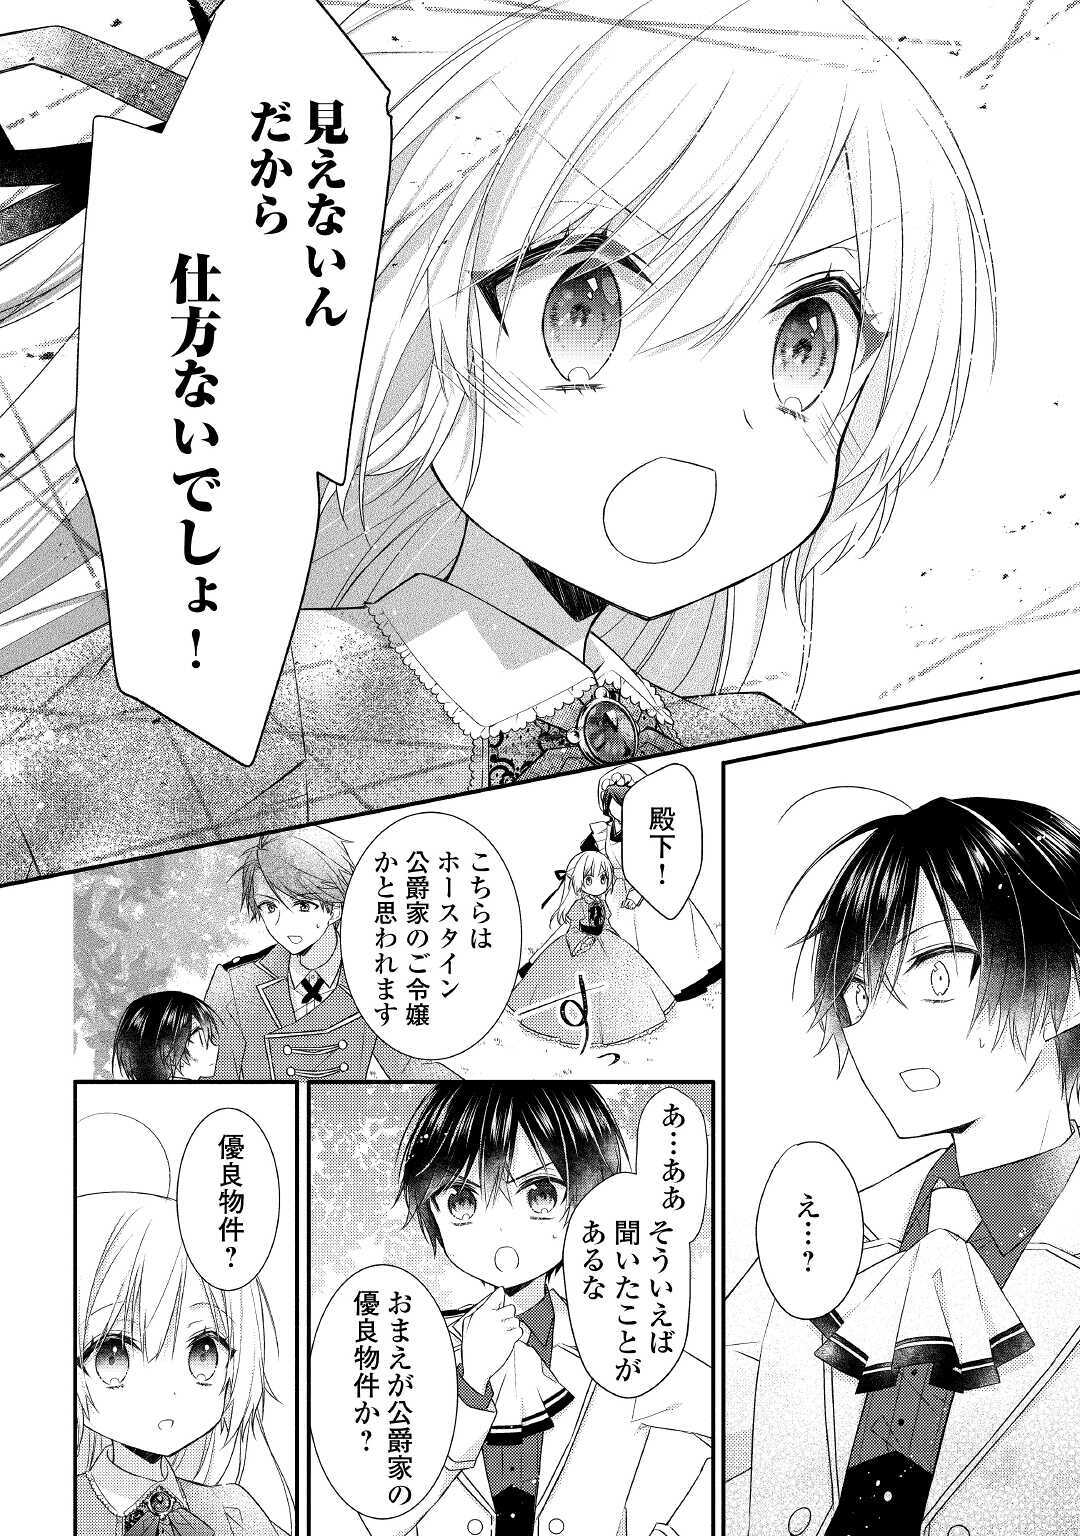 見えないん
だから
仕方ないでしょ！
え…？
殿下！
こちらは
ホースタイン
公爵家のご令嬢
かと思われます
あ…ああ
そういえば
聞いたことが
あるな
おまえが公爵家の
優良物件か？
優良物件？